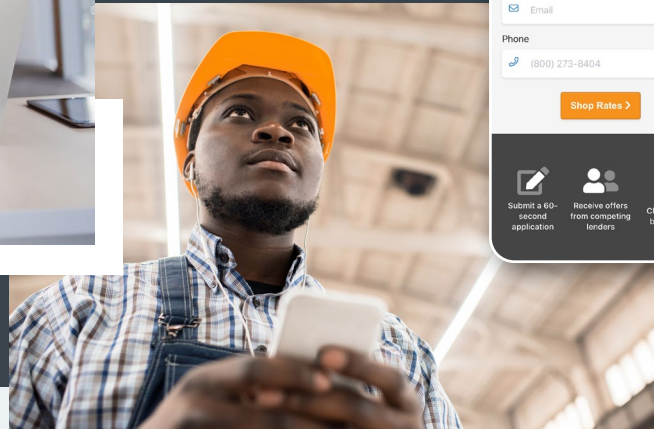 Email
Phone
(800) 273-8404
Shop Rates >
Submit a 60-
second
application
Receive offers
from competing
lenders